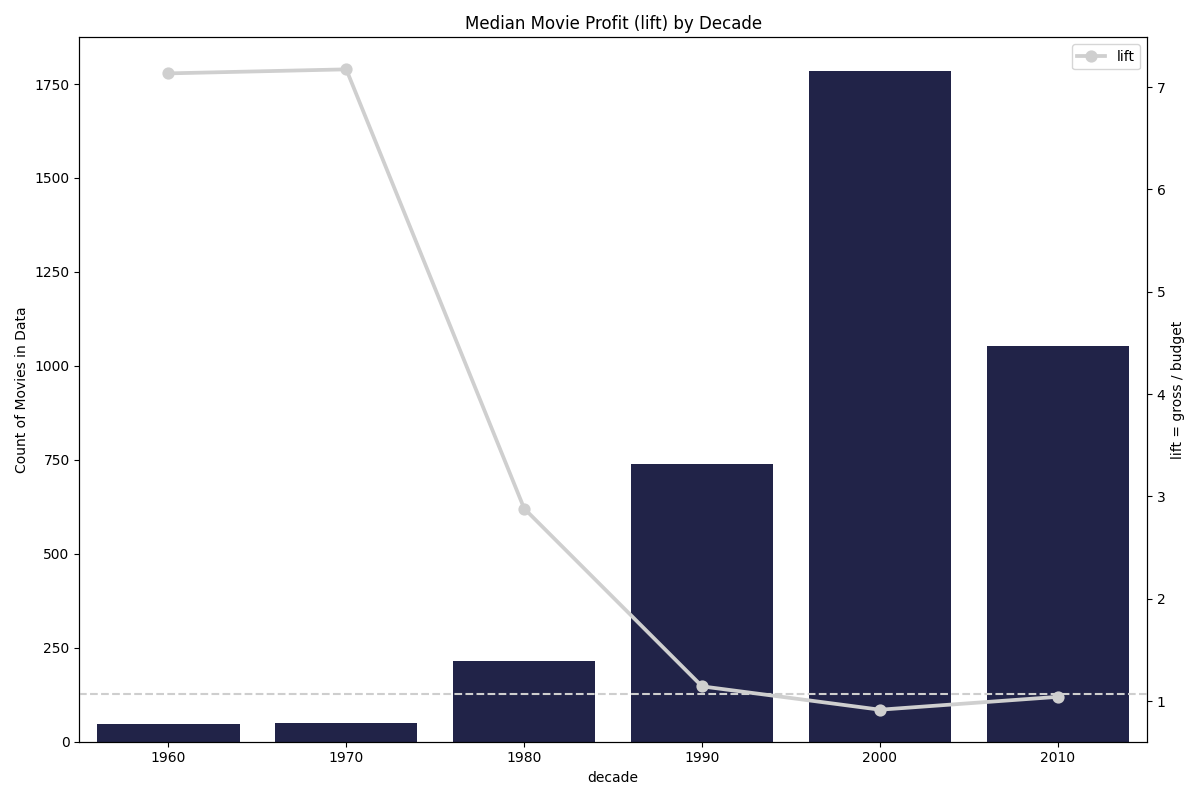 Median Movie Profit (lift) by Decade
lift
1750
1500
1250
1000
750
500
250
0
Count of Movies in Data
7
6
5
4
3
2
1
lift = gross / budget
1960 1970 1980 1990 2000 2010
decade